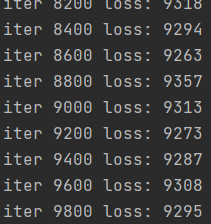 iter 8200 loss: 9318
iter 8400 loss: 9294
iter 8600 loss: 9263
iter 8800 loss: 9357
iter 9000 loss: 9313
iter 9200 loss: 9273
iter 9400 loss: 9287
iter 9600 loss: 9308
iter 9800 loss: 9295